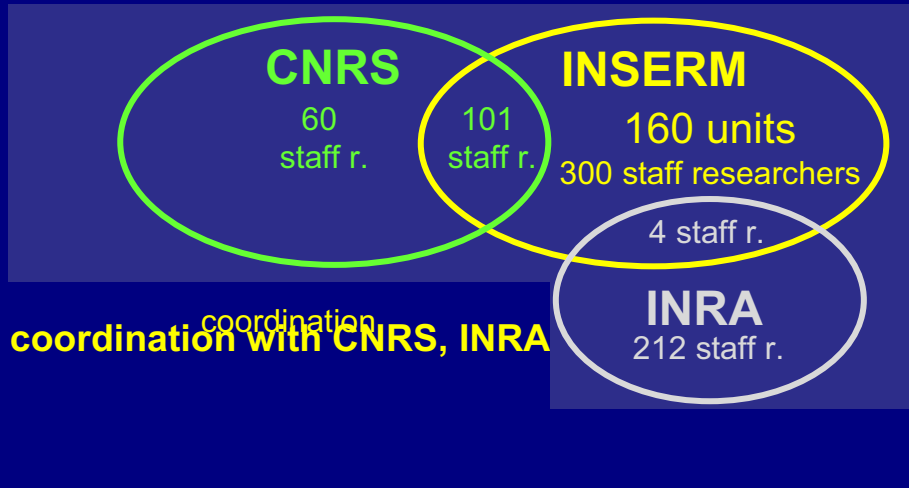 CNRS
60
staff r.
101
staff r.
INSERM
160 units
300 staff researchers
4 staff r.
INRA
212 staff r.
coordination
coordination with CNRS, INRA